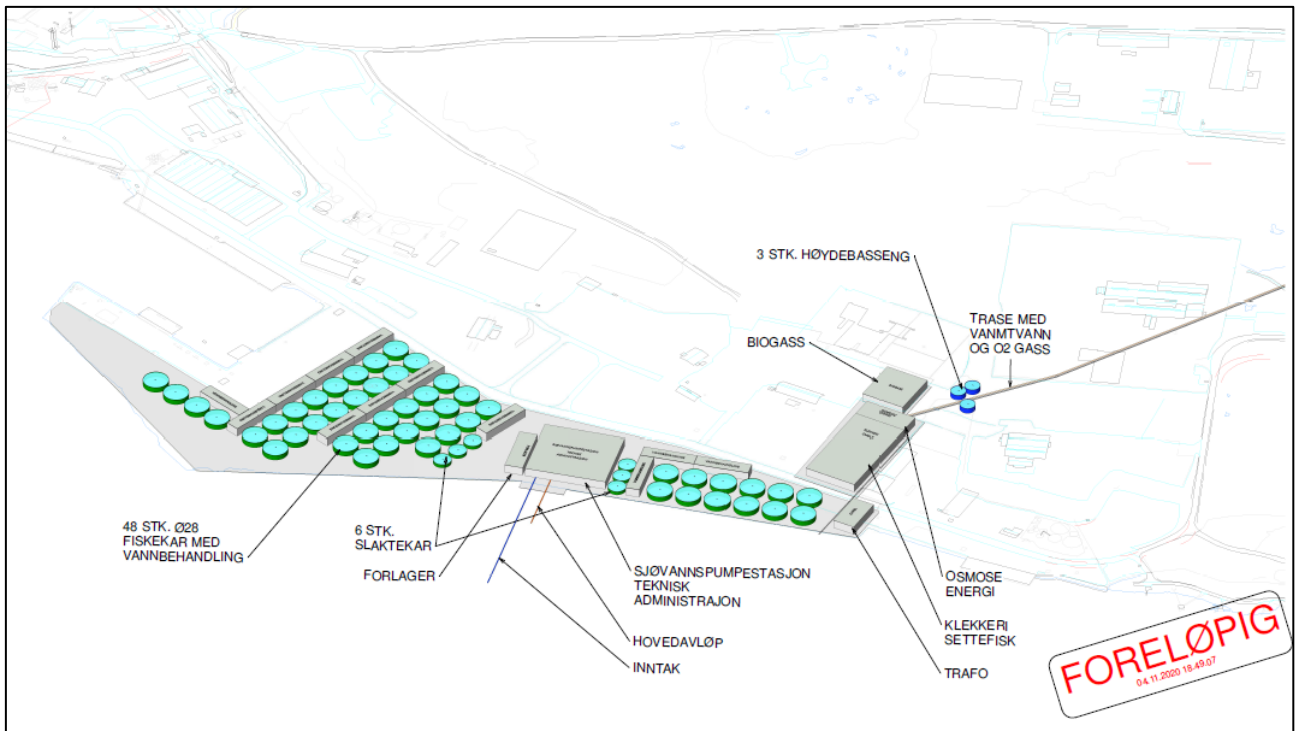 3 STK. HØYDEBASSENG
TRASE MED
VANMTVANN
OG O2 GASS
BIOGASS
48 STK. Ø28
FISKEKAR MED
VANNBEHANDLING
6 STK.
SLAKTEKAR
FORLAGER
SJØVANNSPUMPESTASJON
TEKNISK
ADMINISTRAJON
HOVEDAVLØP
INNTAK
OSMOSE
ENERGI
KLEKKERI
SETTEFISK
TRAFO
FORELØPIG
04.11.2020 18.49.07